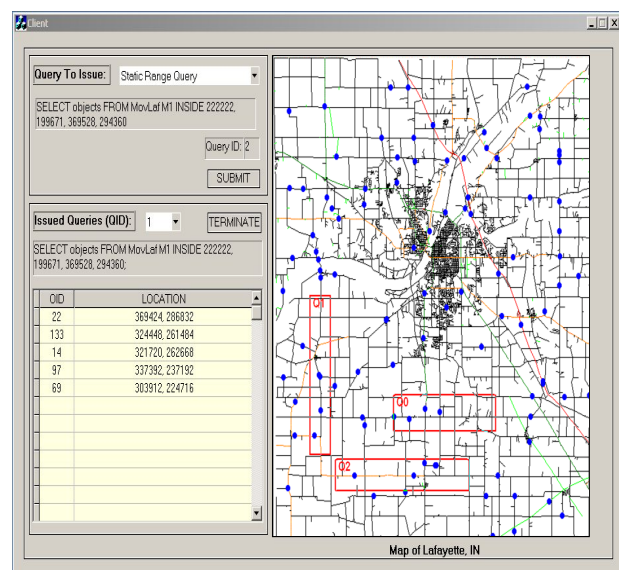 Client
Query To Issue: Static Range Query
SELECT objects FROM MovLaf M1 INSIDE 222222,
199671, 369528, 294360
Query ID: 2
SUBMIT
Issued Queries (QID): 1 TERMINATE
SELECT objects FROM MovLaf M1 INSIDE 222222,
199671, 369528, 294360;
OID LOCATION
22 369424, 286832
133 324448, 261484
14 321720, 262668
97 337392, 237192
69 303912, 224716
Q1
Q0
Q2
Map of Lafayette, IN